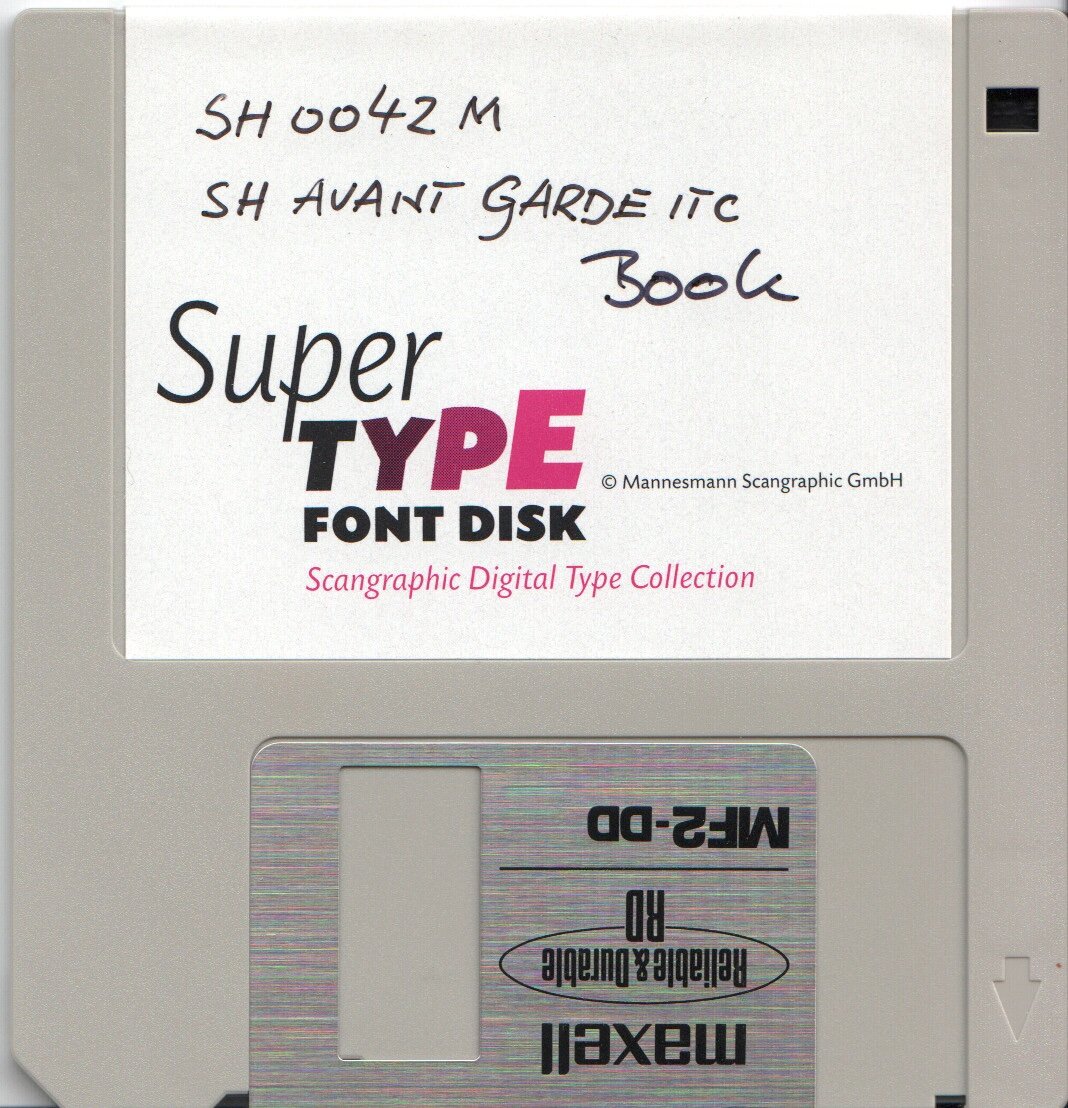 SH 0042 M
SH AVANT GARDE ITC
Book
Super
TYPE
© Mannesmann Scangraphic GmbH
FONT DISK
Scangraphic Digital Type Collection
MF2-DD
RD
Reliable & Durable
maxell